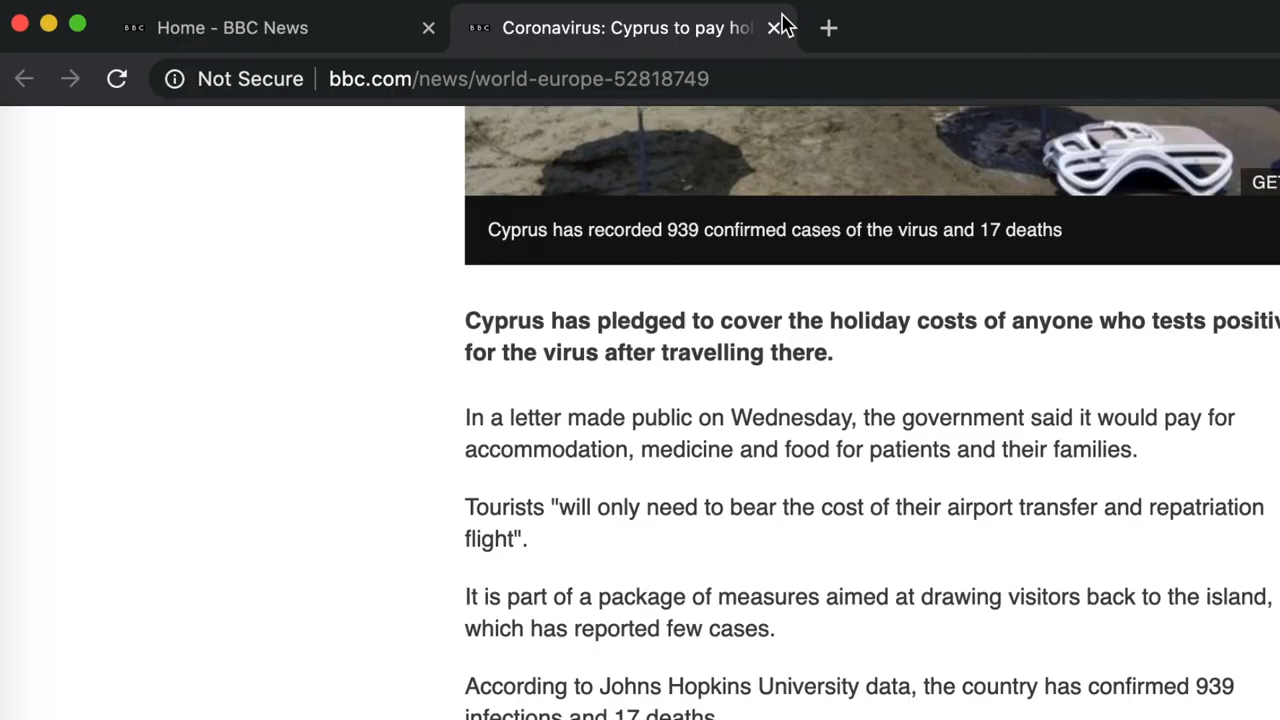 BBC Home - BBC News
BBC Coronavirus: Cyprus to pay hol
Not Secure bbc.com/news/world-europe-52818749
Cyprus has recorded 939 confirmed cases of the virus and 17 deaths
Cyprus has pledged to cover the holiday costs of anyone who tests positiv
for the virus after travelling there.
In a letter made public on Wednesday, the government said it would pay for
accommodation, medicine and food for patients and their families.
Tourists "will only need to bear the cost of their airport transfer and repatriation
flight".
It is part of a package of measures aimed at drawing visitors back to the island,
which has reported few cases.
According to Johns Hopkins University data, the country has confirmed 939
infections and 17 deaths